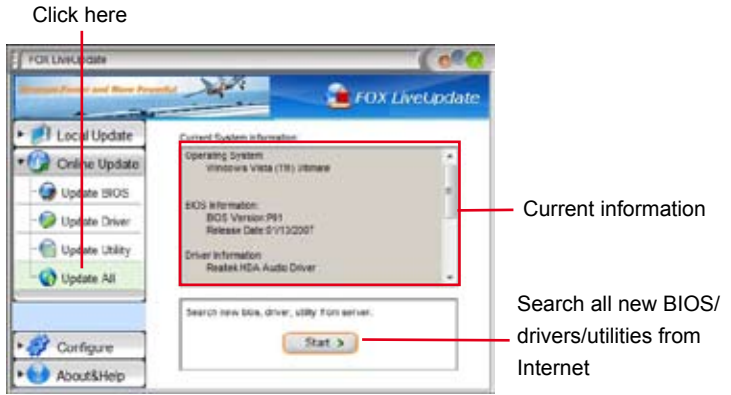 Click here
FOX LiveUpdate
FOX LiveUpdate
Local Update
Online Update
Update BIOS
Update Driver
Update Utility
Update All
Configure
About&Help
Current System Information:
Operating System
Windows Vista (TM) Ultimate
BIOS Information:
BIOS Version:P01
Release Date:01/13/2007
Driver Information
Realtek HDA Audio Driver
Search new bios, driver, utility from server.
Start
Current information
Search all new BIOS/
drivers/utilities from
Internet